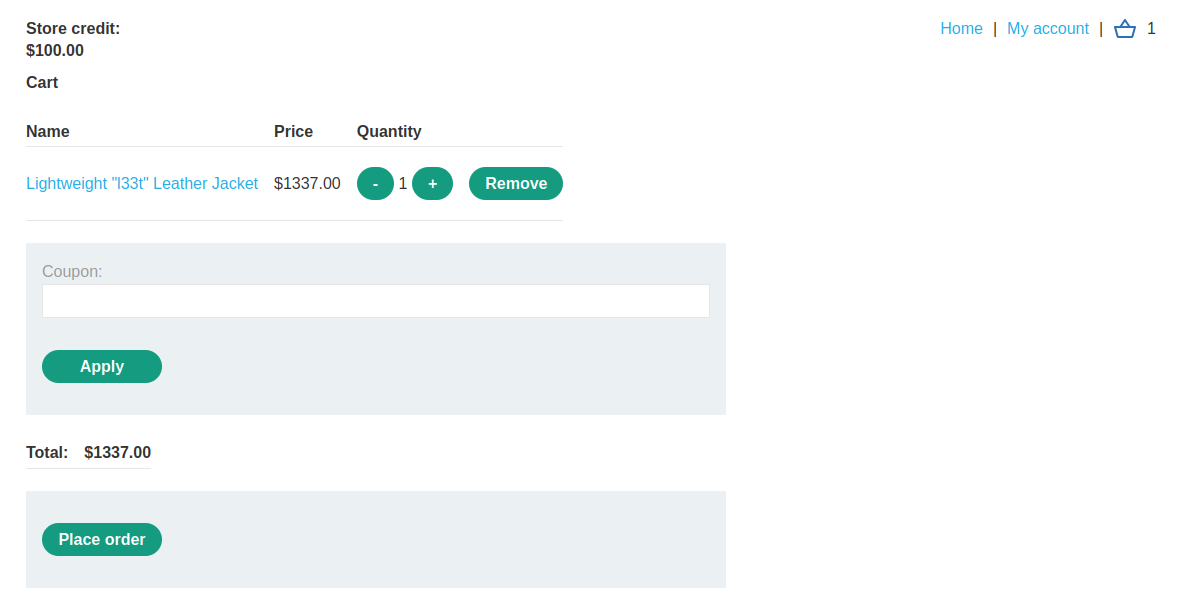 Store credit:
$100.00
Home | My account | 1
Cart
Name Price Quantity
Lightweight "l33t" Leather Jacket $1337.00 - 1 + Remove
Coupon:
Apply
Total: $1337.00
Place order